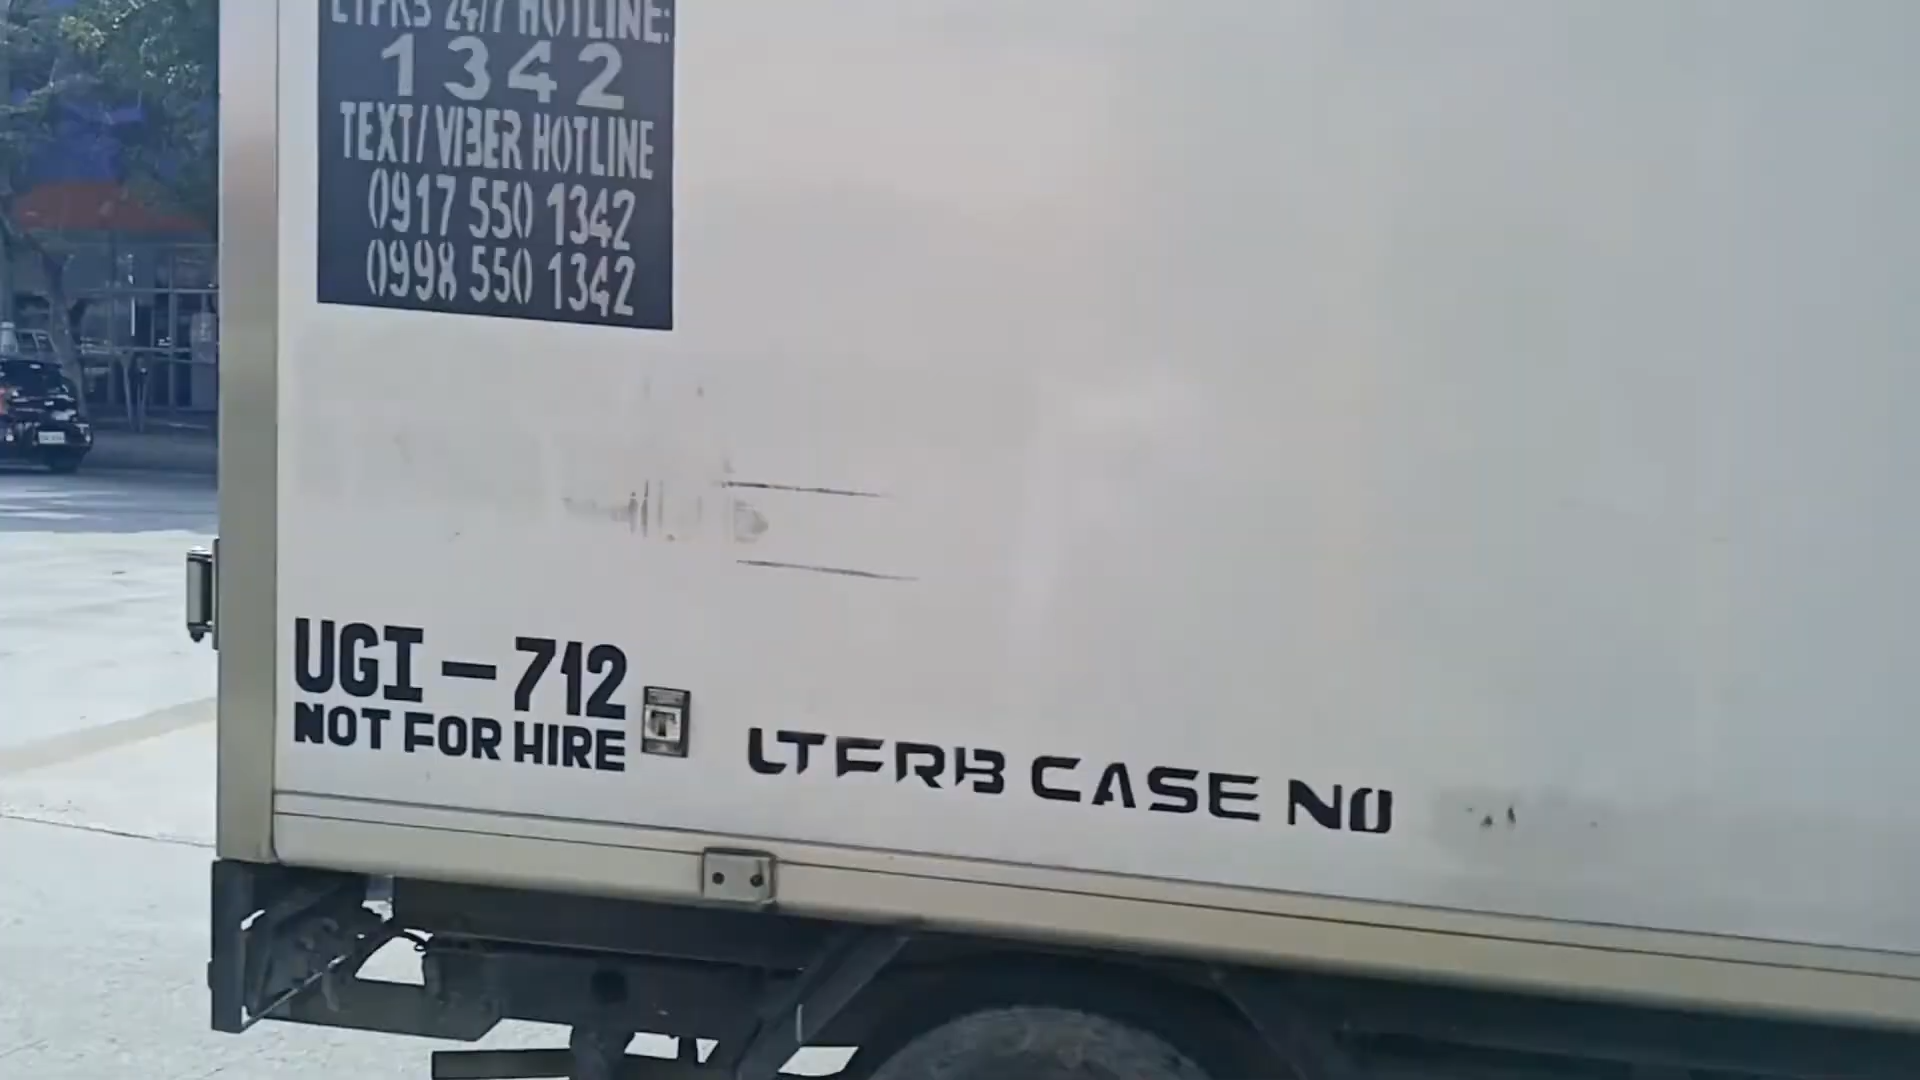 LTFRB 24/7 HOTLINE:
1342
TEXT/VIBER HOTLINE
0917 550 1342
0998 550 1342
UGI-712
NOT FOR HIRE
LTFRB CASE NO